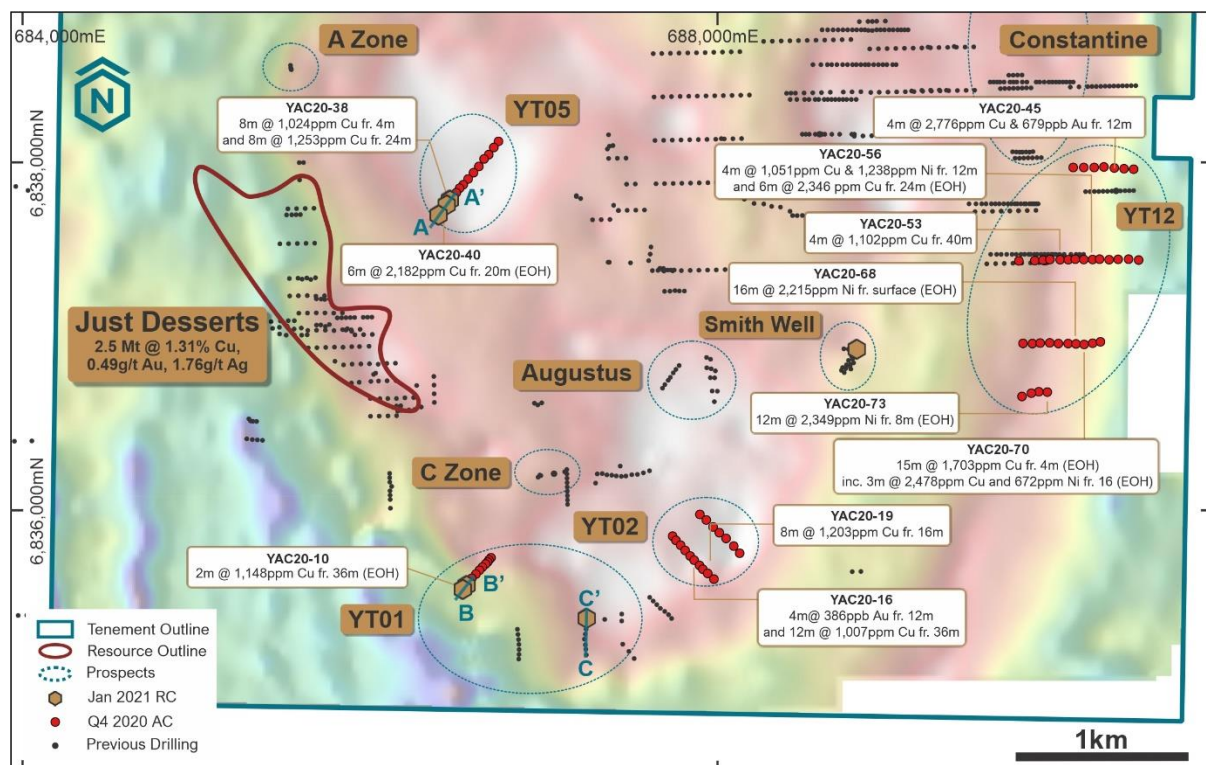 684,000mE
688,000mE
A Zone
Constantine
N
YAC20-38
8m @ 1,024ppm Cu fr. 4m
and 8m @ 1,253ppm Cu fr. 24m
YT05
YAC20-45
4m @ 2,776ppm Cu & 679ppb Au fr. 12m
6,838,000mN
6,838,000mN
YAC20-56
4m @ 1,051ppm Cu & 1,238ppm Ni fr. 12m
and 6m @ 2,346 ppm Cu fr. 24m (EOH)
A'
A
YT12
YAC20-53
4m @ 1,102ppm Cu fr. 40m
YAC20-40
6m @ 2,182ppm Cu fr. 20m (EOH)
YAC20-68
16m @ 2,215ppm Ni fr. surface (EOH)
Just Desserts
2.5 Mt @ 1.31% Cu,
0.49g/t Au, 1.76g/t Ag
Smith Well
Augustus
YAC20-73
12m @ 2,349ppm Ni fr. 8m (EOH)
YAC20-70
15m @ 1,703ppm Cu fr. 4m (EOH)
inc. 3m @ 2,478ppm Cu and 672ppm Ni fr. 16 (EOH)
C Zone
6,836,000mN
6,836,000mN
YT02
YAC20-19
8m @ 1,203ppm Cu fr. 16m
YAC20-10
2m @ 1,148ppm Cu fr. 36m (EOH)
B'
B
YAC20-16
4m@ 386ppb Au fr. 12m
and 12m @ 1,007ppm Cu fr. 36m
YT01
C'
C
Tenement Outline
Resource Outline
Prospects
Jan 2021 RC
Q4 2020 AC
Previous Drilling
1km